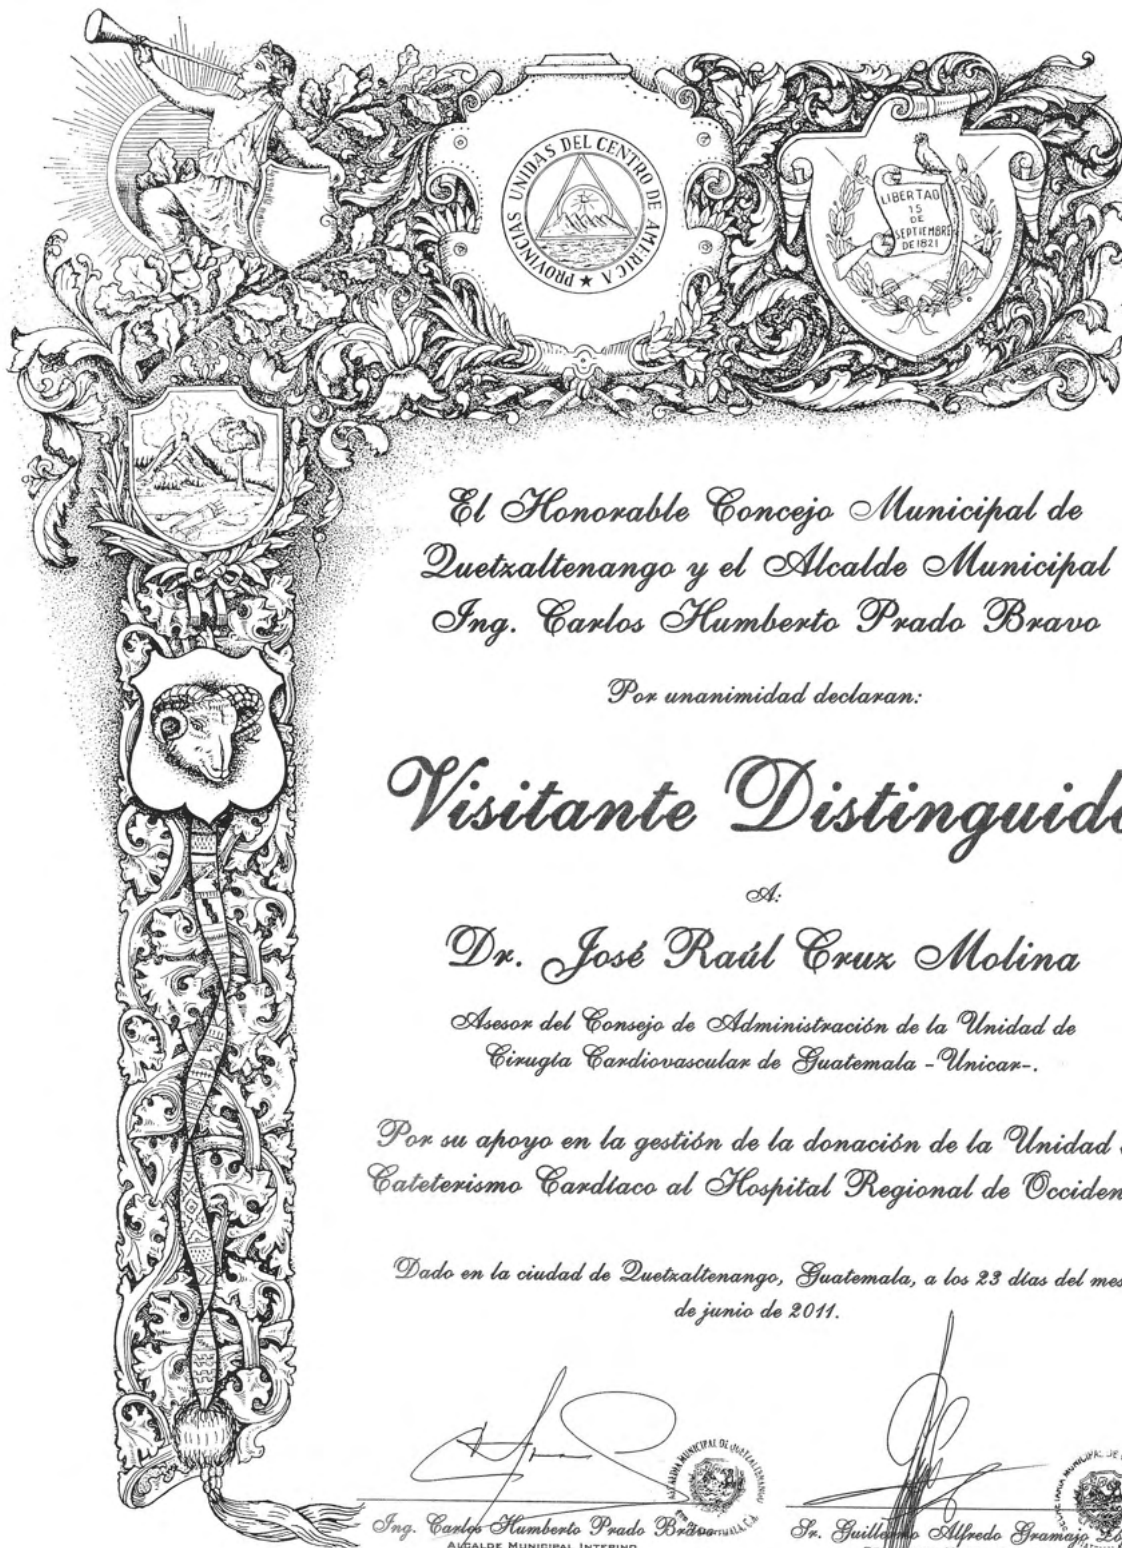 PROVINCIAS UNIDAS DEL CENTRO DE AMERICA ★
LIBERTAD
15
DE
SEPTIEMBRE
DE 1821
El Honorable Concejo Municipal de
Quetzaltenango y el Alcalde Municipal
Ing. Carlos Humberto Prado Bravo
Por unanimidad declaran:
Visitante Distinguido
A:
Dr. José Raúl Cruz Molina
Asesor del Consejo de Administración de la Unidad de
Cirugía Cardiovascular de Guatemala -Unicar-.
Por su apoyo en la gestión de la donación de la Unidad
Cateterismo Cardíaco al Hospital Regional de Occiden
Dado en la ciudad de Quetzaltenango, Guatemala, a los 23 días del mes
de junio de 2011.
ALCALDIA MUNICIPAL DE QUETZALTENANGO
Ing. Carlos Humberto Prado Bravo
Sr. Guillermo Alfredo Gramajo
ALCALDE MUNICIPAL INTERINO